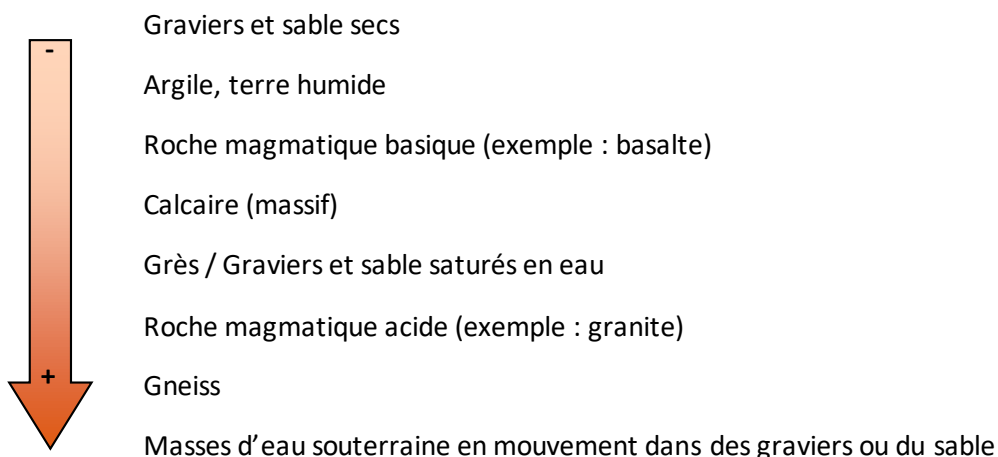 Graviers et sable secs
-
Argile, terre humide
Roche magmatique basique (exemple : basalte)
Calcaire (massif)
Grès / Graviers et sable saturés en eau
Roche magmatique acide (exemple : granite)
+
Gneiss
Masses d'eau souterraine en mouvement dans des graviers ou du sable